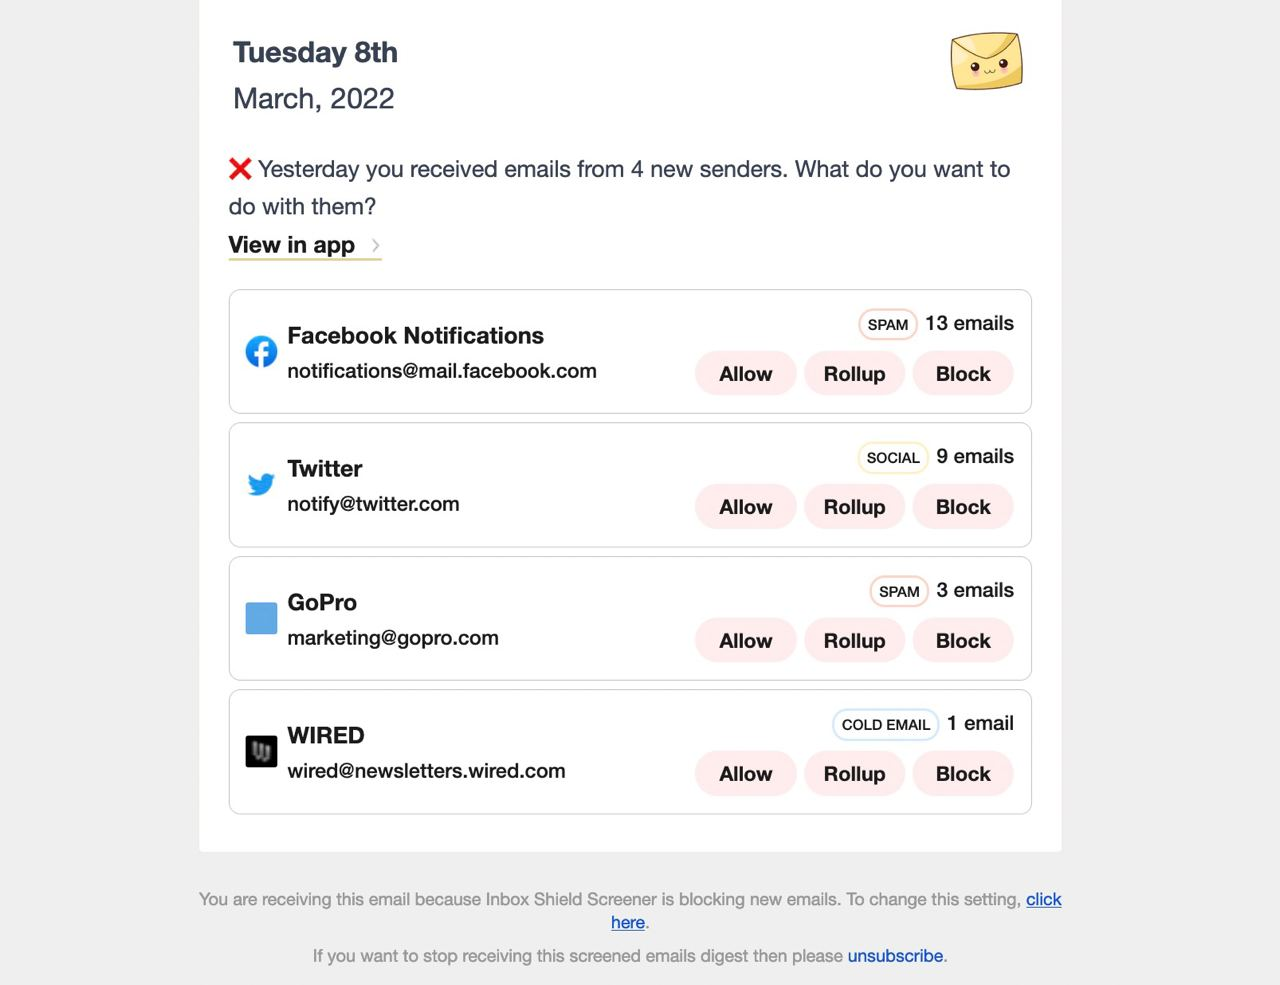 Tuesday 8th
March, 2022
❌ Yesterday you received emails from 4 new senders. What do you want to
do with them?
View in app >
Facebook Notifications
notifications@mail.facebook.com
SPAM 13 emails
Allow Rollup Block
Twitter
notify@twitter.com
SOCIAL 9 emails
Allow Rollup Block
GoPro
marketing@gopro.com
SPAM 3 emails
Allow Rollup Block
WIRED
wired@newsletters.wired.com
COLD EMAIL 1 email
Allow Rollup Block
You are receiving this email because Inbox Shield Screener is blocking new emails. To change this setting, click
here.
If you want to stop receiving this screened emails digest then please unsubscribe.